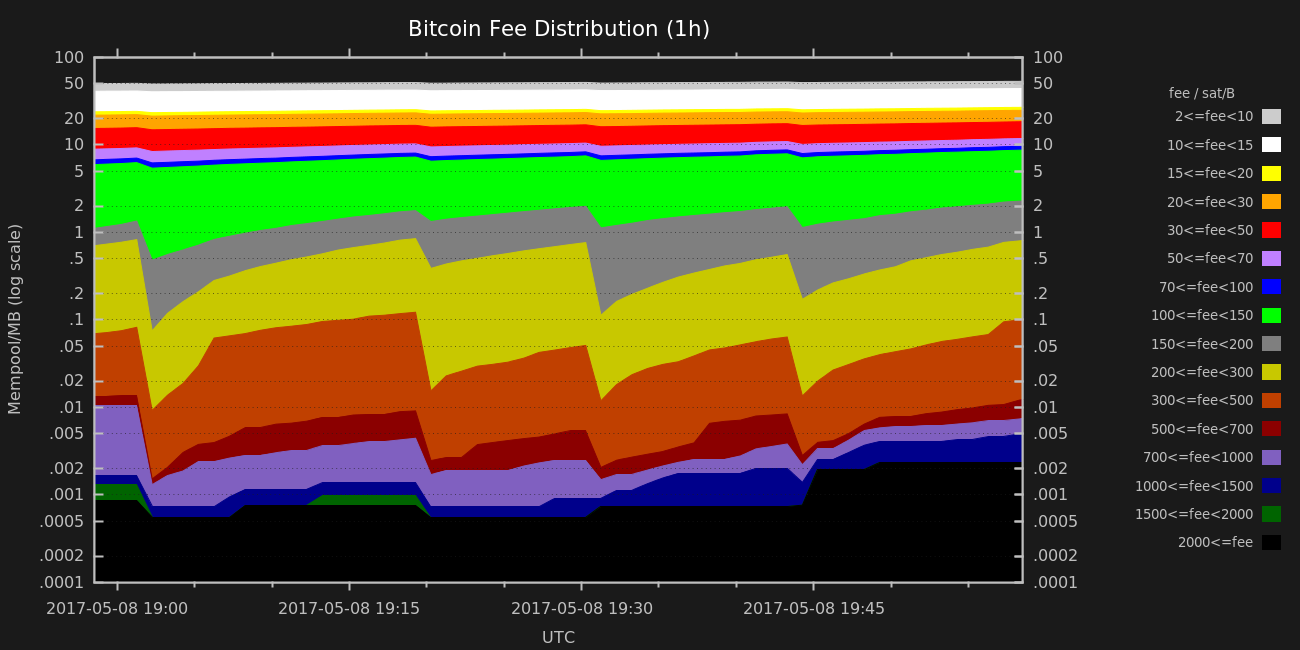 Bitcoin Fee Distribution (1h)
Mempool/MB (log scale)
100
50
20
10
5
2
1
.5
.2
.1
.05
.02
.01
.005
.002
.001
.0005
.0002
.0001
100
50
20
10
5
2
1
.5
.2
.1
.05
.02
.01
.005
.002
.001
.0005
.0002
.0001
2017-05-08 19:00
2017-05-08 19:15
2017-05-08 19:30
2017-05-08 19:45
UTC
fee / sat/B
2<=fee<10
10<=fee<15
15<=fee<20
20<=fee<30
30<=fee<50
50<=fee<70
70<=fee<100
100<=fee<150
150<=fee<200
200<=fee<300
300<=fee<500
500<=fee<700
700<=fee<1000
1000<=fee<1500
1500<=fee<2000
2000<=fee